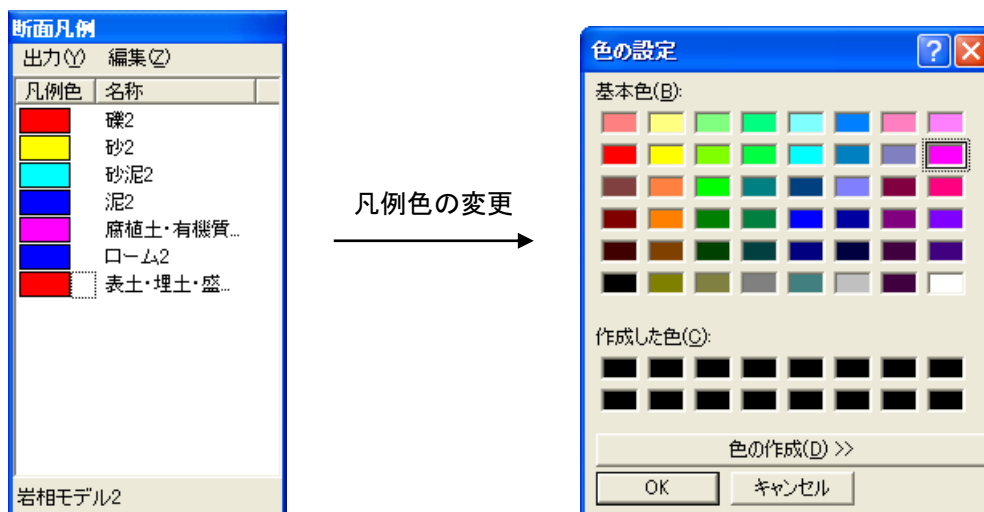 断面凡例
出力(Y) 編集(Z)
凡例色 名称
礫2
砂2
砂泥2
泥2
腐植土・有機質...
ローム2
表土・埋土・盛...
岩相モデル2
凡例色の変更
色の設定
基本色(B):
作成した色(C):
色の作成(D) >>
OK キャンセル